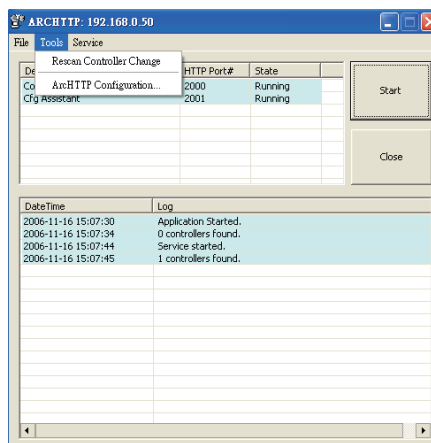 ARCHTTP: 192.168.0.50
File Tools Service
Rescan Controller Change
ArcHTTP Configuration...
De HTTP Port# State
Co 2000 Running
Cfg Assistant 2001 Running
Start
Close
DateTime Log
2006-11-16 15:07:30 Application Started.
2006-11-16 15:07:34 0 controllers found.
2006-11-16 15:07:44 Service started.
2006-11-16 15:07:45 1 controllers found.